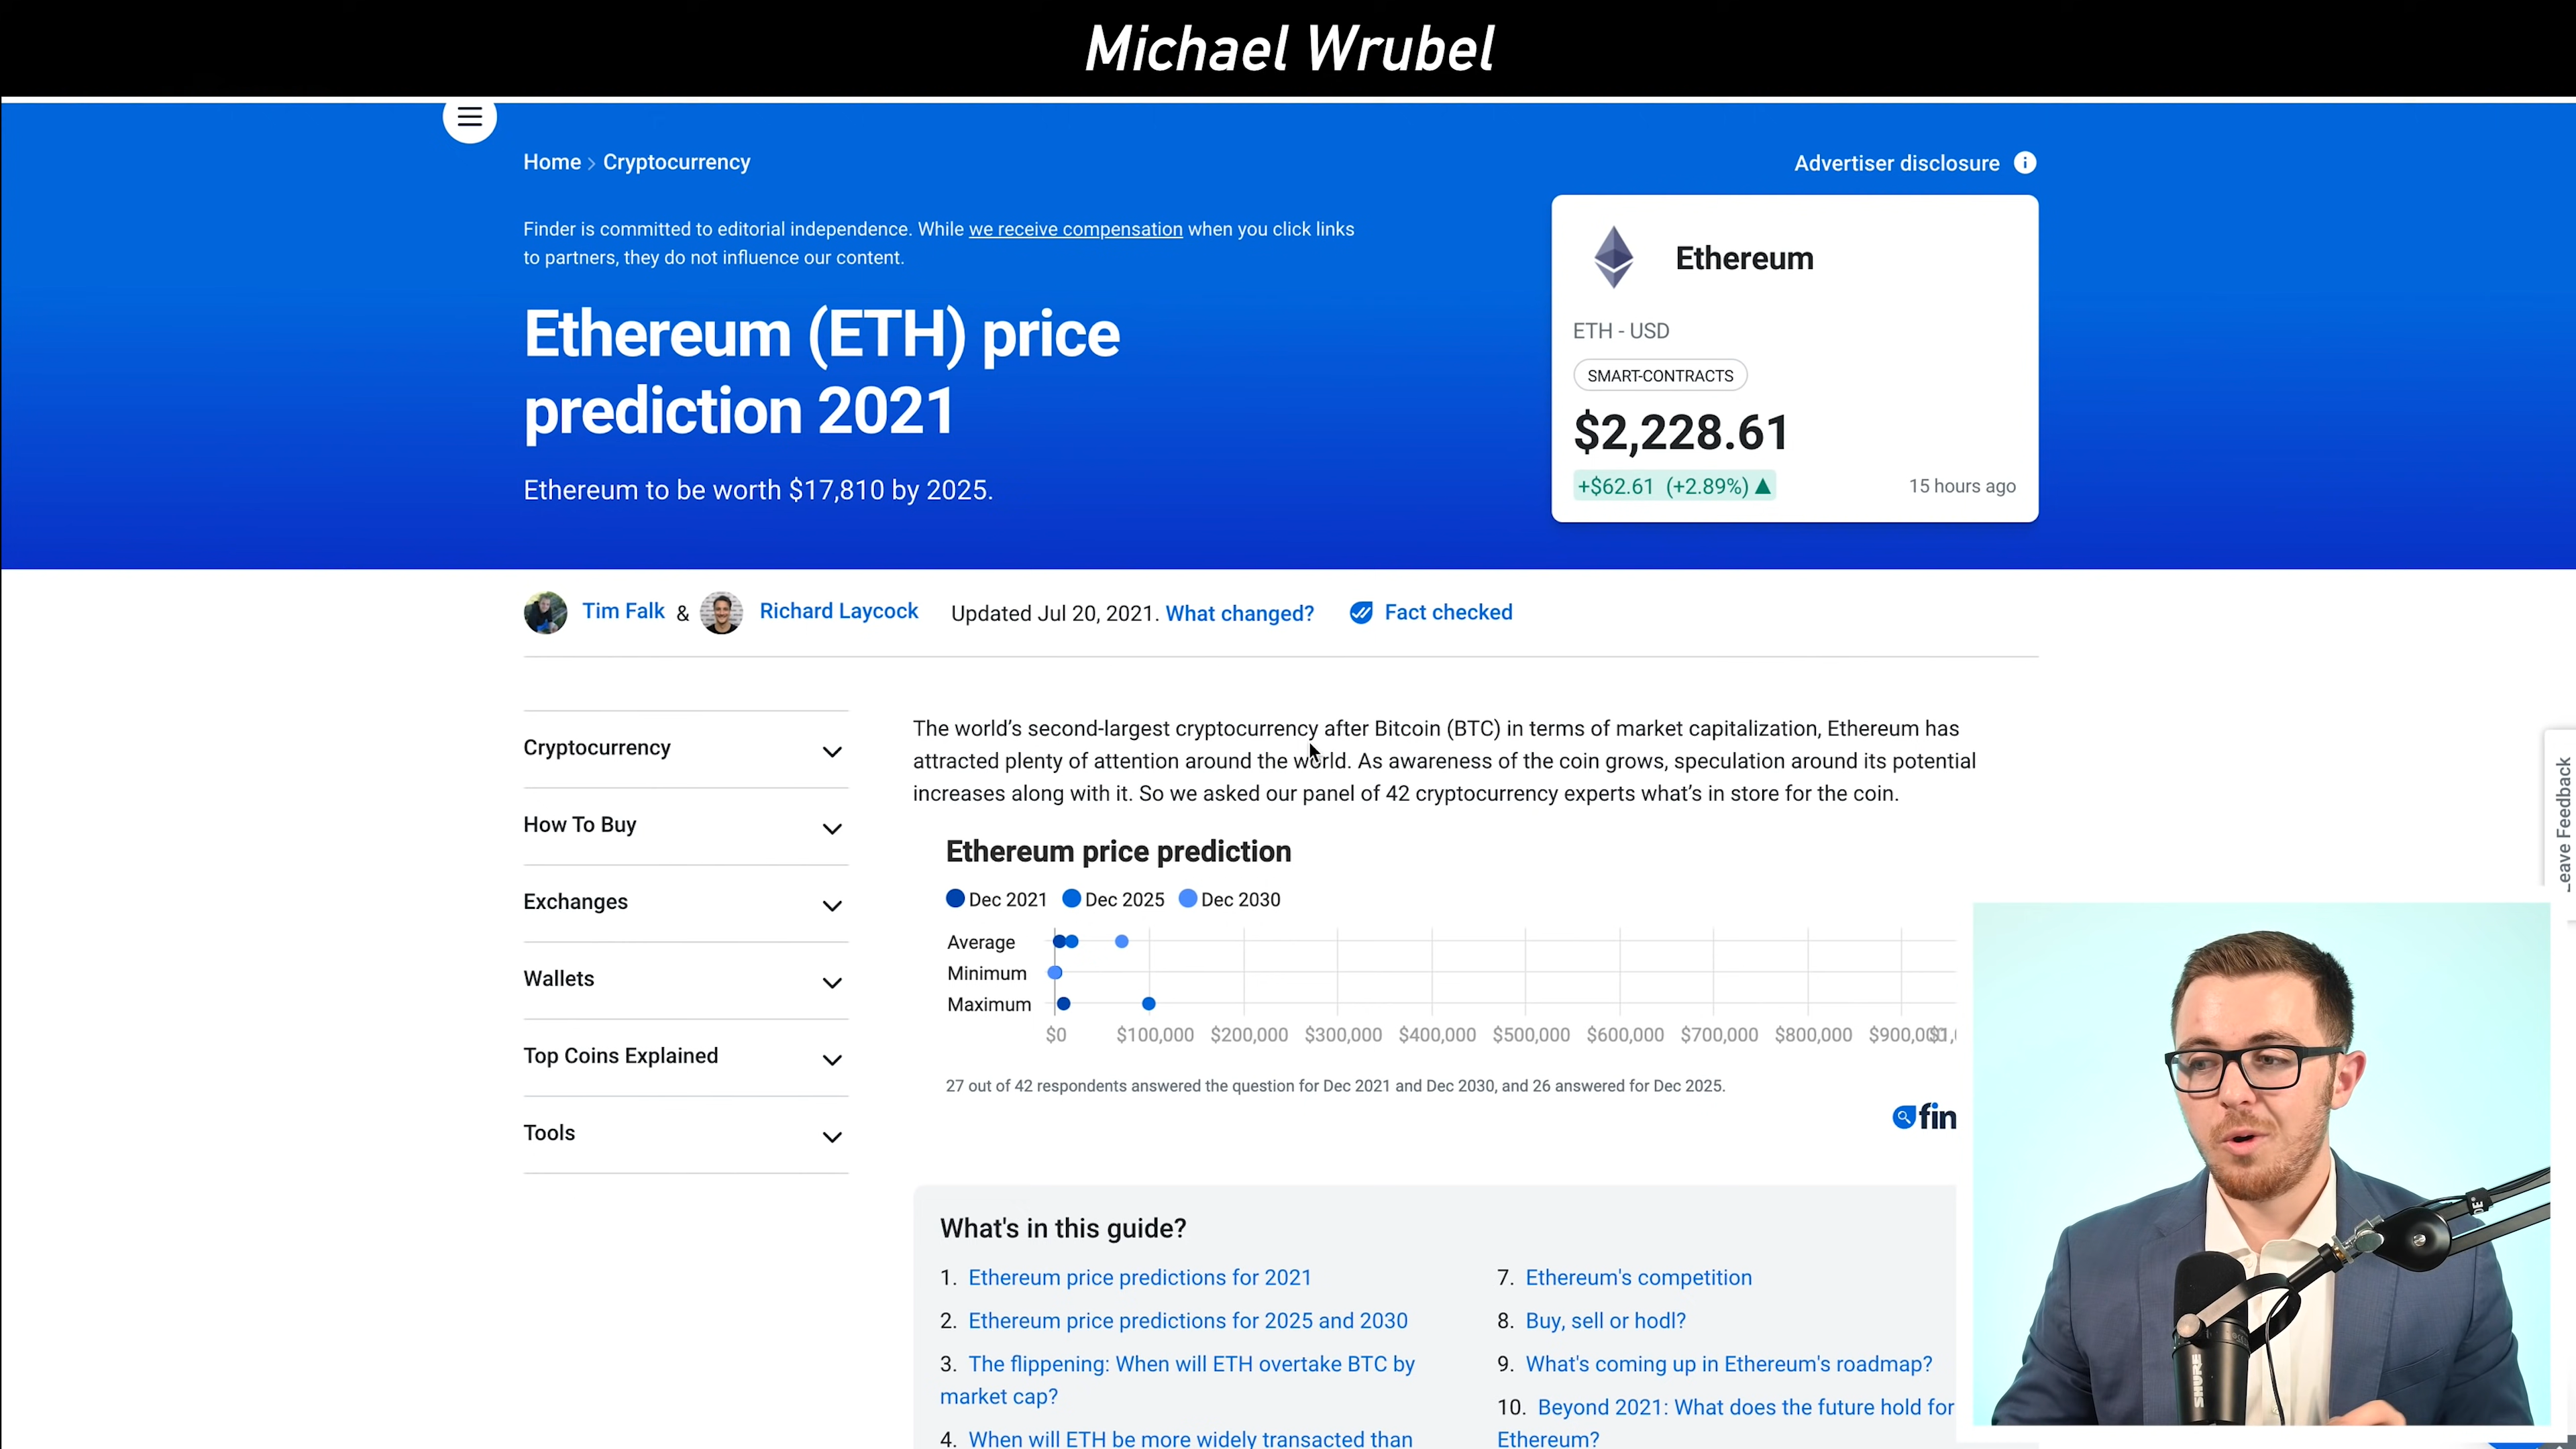 Michael Wrubel
Home > Cryptocurrency
Advertiser disclosure
Finder is committed to editorial independence. While we receive compensation when you click links
to partners, they do not influence our content.
Ethereum (ETH) price
prediction 2021
Ethereum to be worth $17,810 by 2025.
Ethereum
ETH - USD
SMART-CONTRACTS
$2,228.61
+$62.61 (+2.89%) ▲
15 hours ago
Tim Falk & Richard Laycock Updated Jul 20, 2021. What changed? Fact checked
Cryptocurrency
How To Buy
Exchanges
Wallets
Top Coins Explained
Tools
The world's second-largest cryptocurrency after Bitcoin (BTC) in terms of market capitalization, Ethereum has
attracted plenty of attention around the world. As awareness of the coin grows, speculation around its potential
increases along with it. So we asked our panel of 42 cryptocurrency experts what's in store for the coin.
Ethereum price prediction
Dec 2021 Dec 2025 Dec 2030
Average
Minimum
Maximum
$0 $100,000 $200,000 $300,000 $400,000 $500,000 $600,000 $700,000 $800,000
27 out of 42 respondents answered the question for Dec 2021 and Dec 2030, and 26 answered for Dec 2025.
fin
What's in this guide?
1. Ethereum price predictions for 2021
2. Ethereum price predictions for 2025 and 2030
3. The flippening: When will ETH overtake BTC by
market cap?
4. When will ETH be more widely transacted than
7. Ethereum's competition
8. Buy, sell or hodl?
9. What's coming up in Ethereum's roadmap?
10. Beyond 2021: What does the future hold for
Ethereum?
Leave Feedback
SHURE